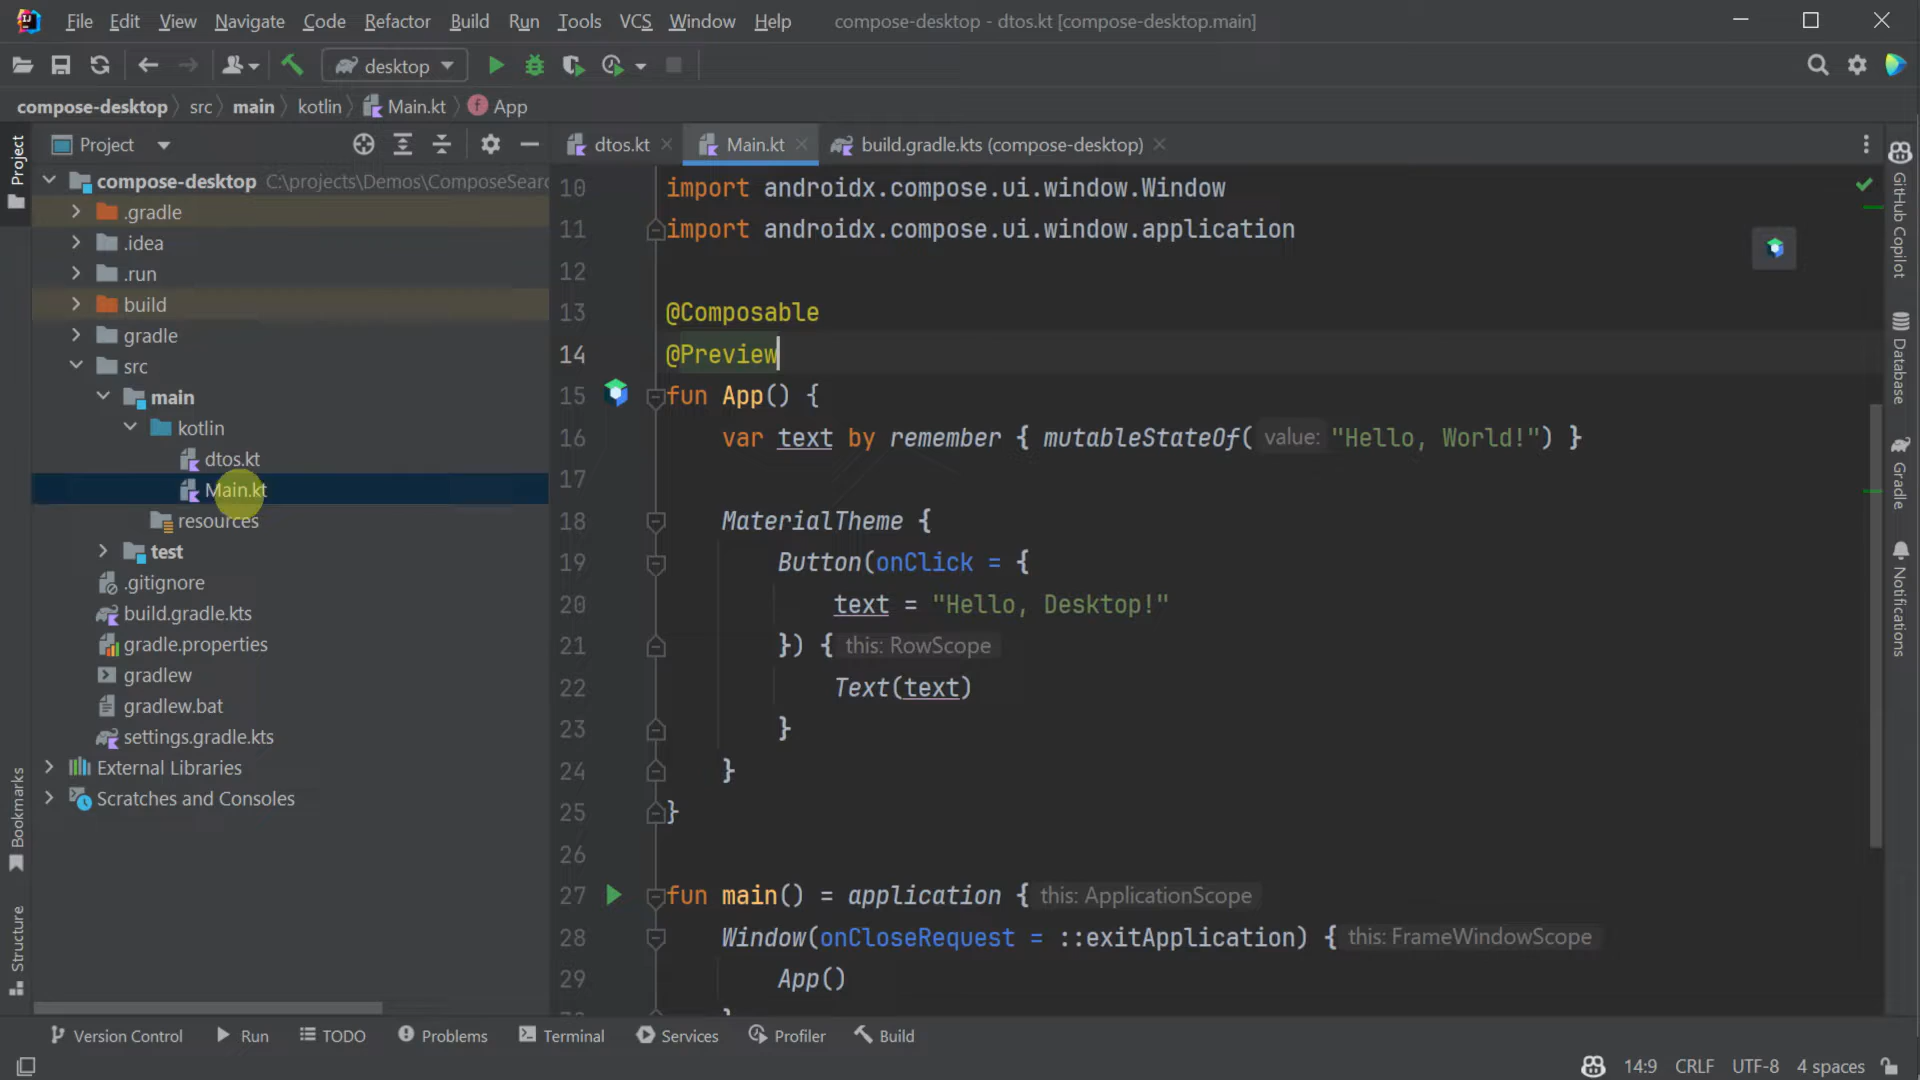 File Edit View Navigate Code Refactor Build Run Tools VCS Window Help compose-desktop - dtos.kt [compose-desktop.main]
desktop
compose-desktop src main kotlin Main.kt f App
Project
dtos.kt Main.kt build.gradle.kts (compose-desktop)
Project
compose-desktop C:\projects\Demos\ComposeSearc
.gradle
.idea
.run
build
gradle
src
main
kotlin
dtos.kt
Main.kt
resources
test
.gitignore
build.gradle.kts
gradle.properties
gradlew
gradlew.bat
settings.gradle.kts
External Libraries
Scratches and Consoles
Bookmarks
Structure
10 import androidx.compose.ui.window.Window
11 import androidx.compose.ui.window.application
12
13 @Composable
14 @Preview
15 fun App() {
16 var text by remember { mutableStateOf( value: "Hello, World!") }
17
18 MaterialTheme {
19 Button(onClick = {
20 text = "Hello, Desktop!"
21 }) { this: RowScope
22 Text(text)
23 }
24 }
25 }
26
27 fun main() = application { this: ApplicationScope
28 Window(onCloseRequest = ::exitApplication) { this: FrameWindowScope
29 App()
GitHub Copilot
Database
Gradle
Notifications
Version Control Run TODO Problems Terminal Services Profiler Build
14:9 CRLF UTF-8 4 spaces